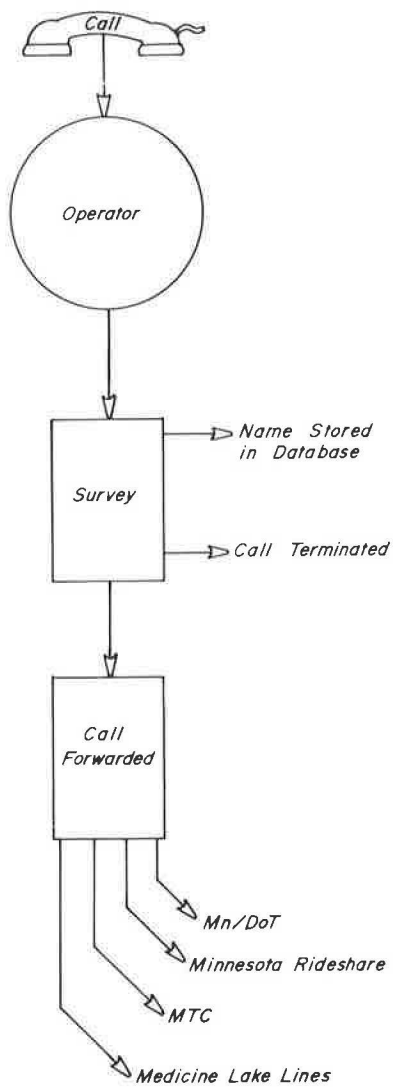 Call
Operator
Name Stored
in Database
Survey
Call Terminated
Call
Forwarded
Mn/DoT
Minnesota Rideshare
MTC
Medicine Lake Lines